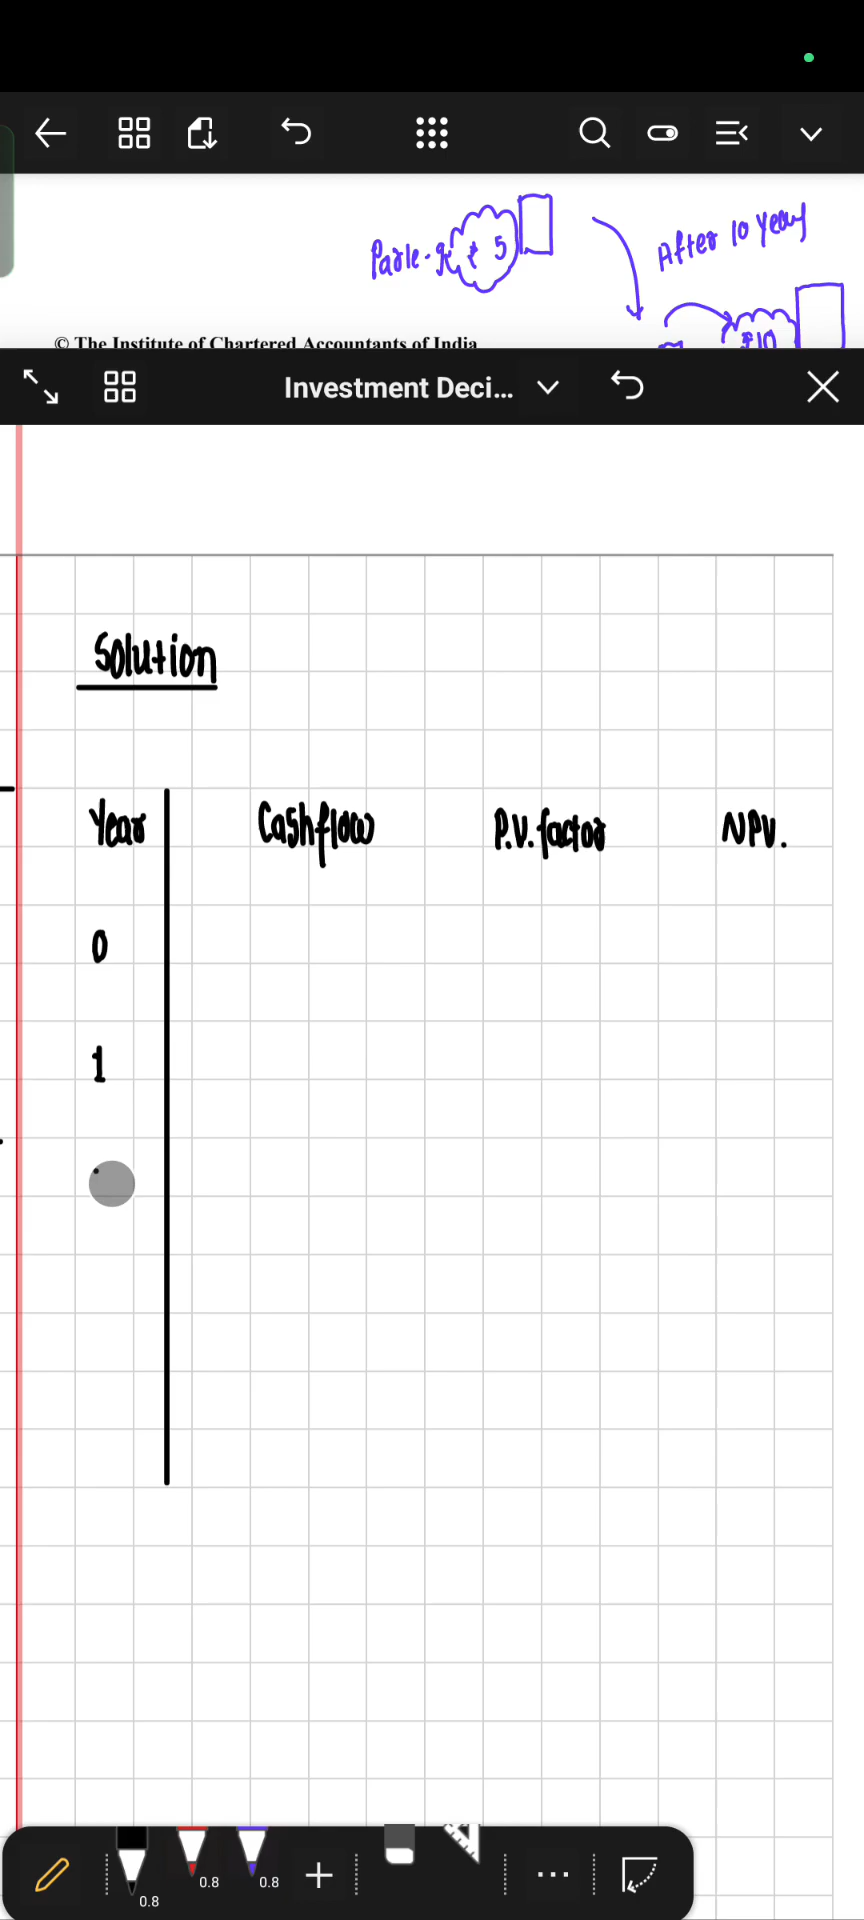 Parle-g ₹ 5
After 10 years
₹10
© The Institute of Chartered Accountants of India
Investment Deci...
Solution
Year Cashflow P.V. factor NPV.
0
1
0.8 0.8 0.8